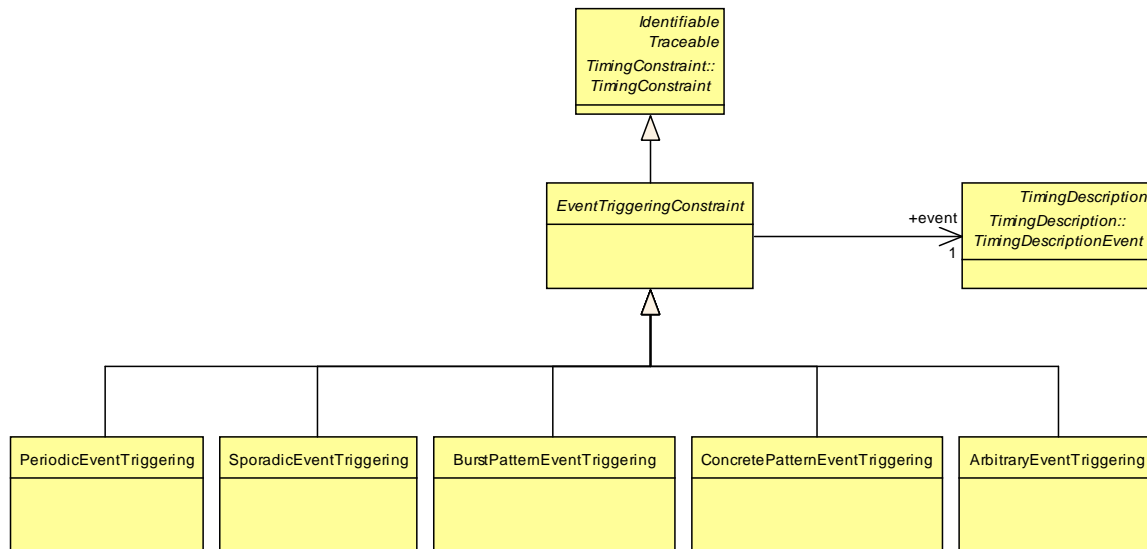 Identifiable
Traceable
TimingConstraint::
TimingConstraint
EventTriggeringConstraint
+event
1
TimingDescription
TimingDescription::
TimingDescriptionEvent
PeriodicEventTriggering
SporadicEventTriggering
BurstPatternEventTriggering
ConcretePatternEventTriggering
ArbitraryEventTriggering